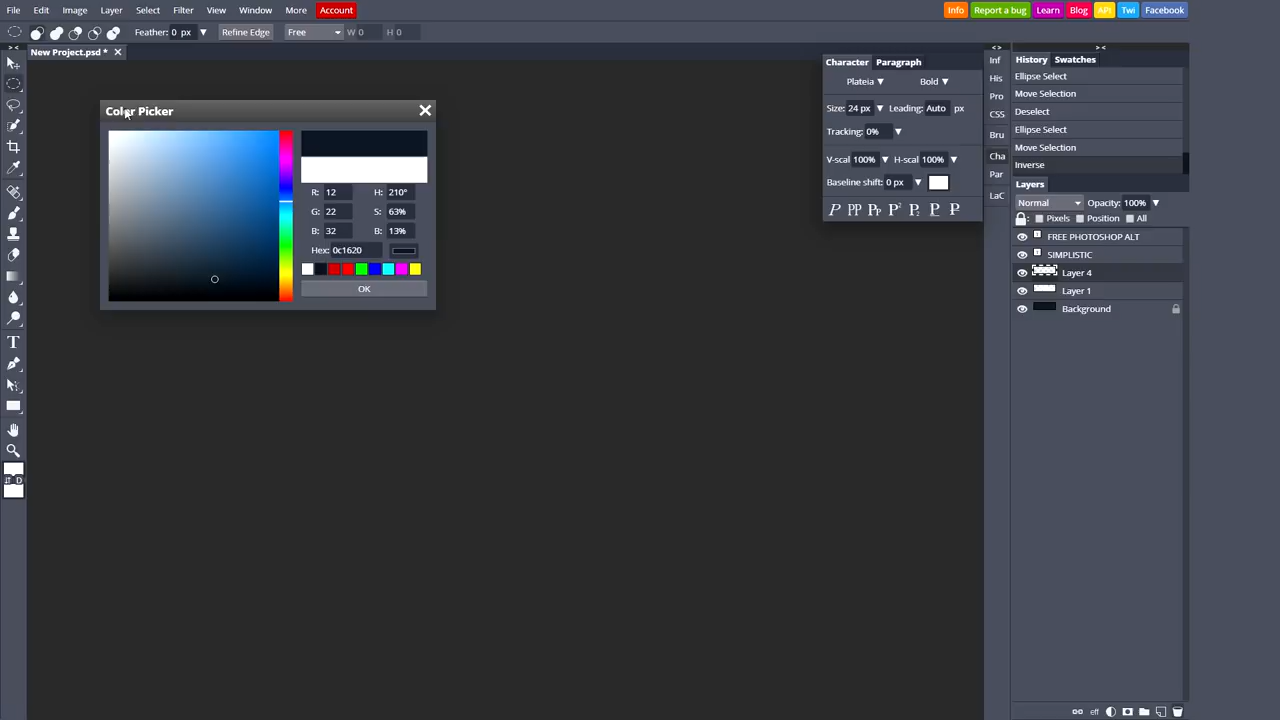 File Edit Image Layer Select View Filter Window More Account Info Report a bug Learn Blog API Twi Facebook
Feather: 0 px Refine Edge Free W 0 H 0
New Project.psd *
Color Picker
R: 12 H: 210°
G: 22 S: 63%
B: 32 B: 13%
Hex: 0c1620
OK
D
Character Paragraph
Plateia Bold
Size: 24 px Leading: Auto px
Tracking: 0%
V-scal 100% H-scal 100%
Baseline shift: 0 px
Inf
His
Pro
CSS
Bru
Cha
Par
LaC
History Swatches
Ellipse Select
Move Selection
Deselect
Ellipse Select
Move Selection
Inverse
Layers
Normal Opacity: 100%
Pixels Position All
FREE PHOTOSHOP ALT
SIMPLISTIC
Layer 4
Layer 1
Background
eff